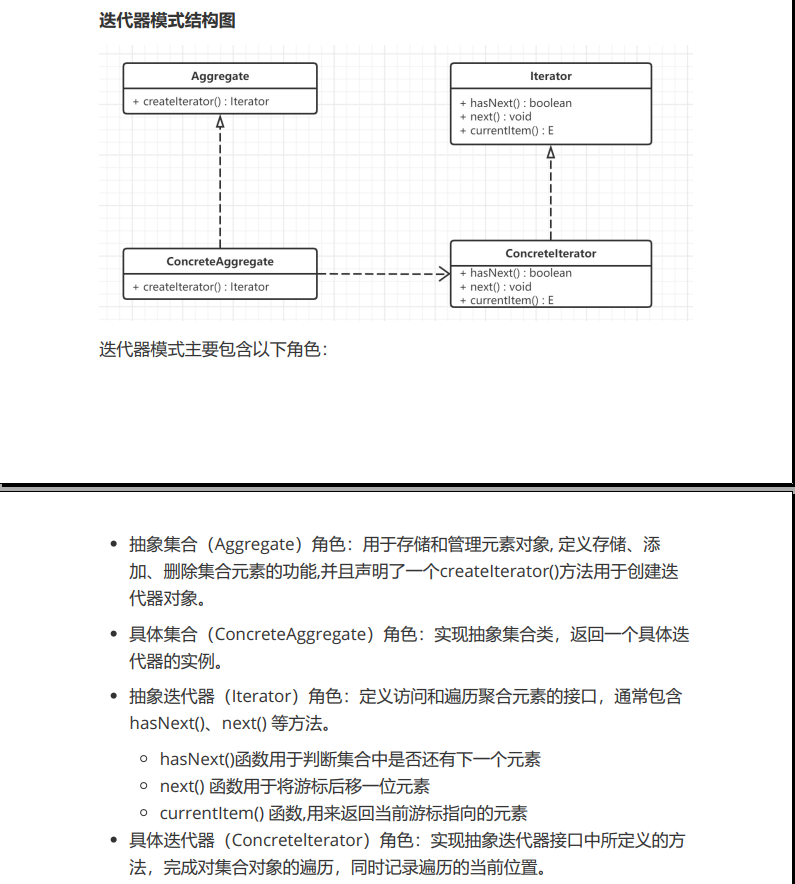 迭代器模式结构图
Aggregate
+ createIterator() : Iterator
Iterator
+ hasNext() : boolean
+ next() : void
+ currentItem() : E
ConcreteAggregate
+ createIterator() : Iterator
ConcreteIterator
+ hasNext() : boolean
+ next() : void
+ currentItem() : E
迭代器模式主要包含以下角色：
• 抽象集合（Aggregate）角色：用于存储和管理元素对象, 定义存储、添
加、删除集合元素的功能,并且声明了一个createIterator()方法用于创建迭
代器对象。
• 具体集合（ConcreteAggregate）角色：实现抽象集合类，返回一个具体迭
代器的实例。
• 抽象迭代器（Iterator）角色：定义访问和遍历聚合元素的接口，通常包含
hasNext()、next() 等方法。
○ hasNext()函数用于判断集合中是否还有下一个元素
○ next() 函数用于将游标后移一位元素
○ currentItem() 函数,用来返回当前游标指向的元素
• 具体迭代器（ConcreteIterator）角色：实现抽象迭代器接口中所定义的方
法，完成对集合对象的遍历，同时记录遍历的当前位置。